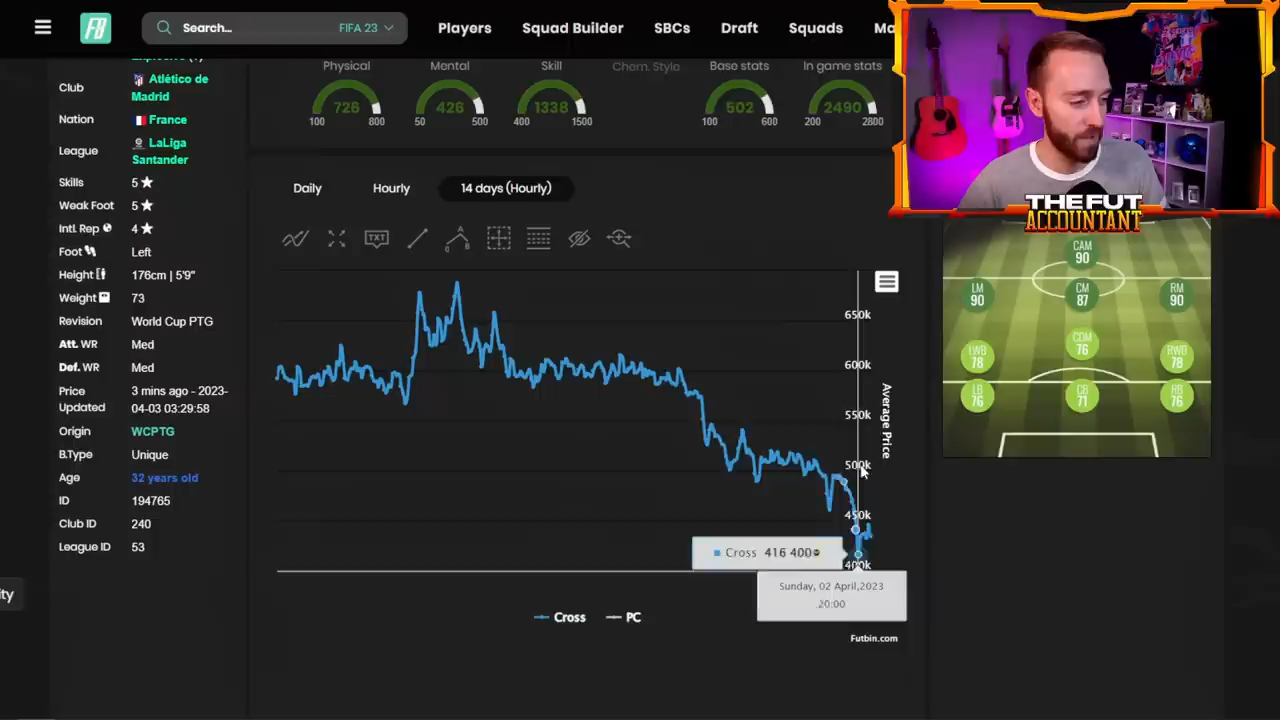 FB
Search...
FIFA 23
Players
Squad Builder
SBCs
Draft
Squads
Ma
Explosive (1)
Club
Atlético de
Madrid
Nation
France
League
LaLiga
Santander
Skills
5
Weak Foot
5
Intl. Rep
4
Foot
Left
Height
176cm | 5'9"
Weight
73
Revision
World Cup PTG
Att. WR
Med
Def. WR
Med
Price
Updated
3 mins ago - 2023-
04-03 03:29:58
Origin
WCPTG
B.Type
Unique
Age
32 years old
ID
194765
Club ID
240
League ID
53
ity
Physical
726
100
800
Mental
426
50
500
Skill
1338
400
1500
Chem. Style
Base stats
502
100
600
In game stats
2490
200
2800
Daily
Hourly
14 days (Hourly)
TXT
A
B
C
650k
600k
550k
500k
450k
400k
Average Price
Cross 416 400
Sunday, 02 April,2023
20:00
Cross
PC
Futbin.com
THE FUT
ACCOUNTANT
CAM
90
LM
90
CM
87
RM
90
CDM
76
LWB
78
RWB
78
LB
76
CB
71
RB
76